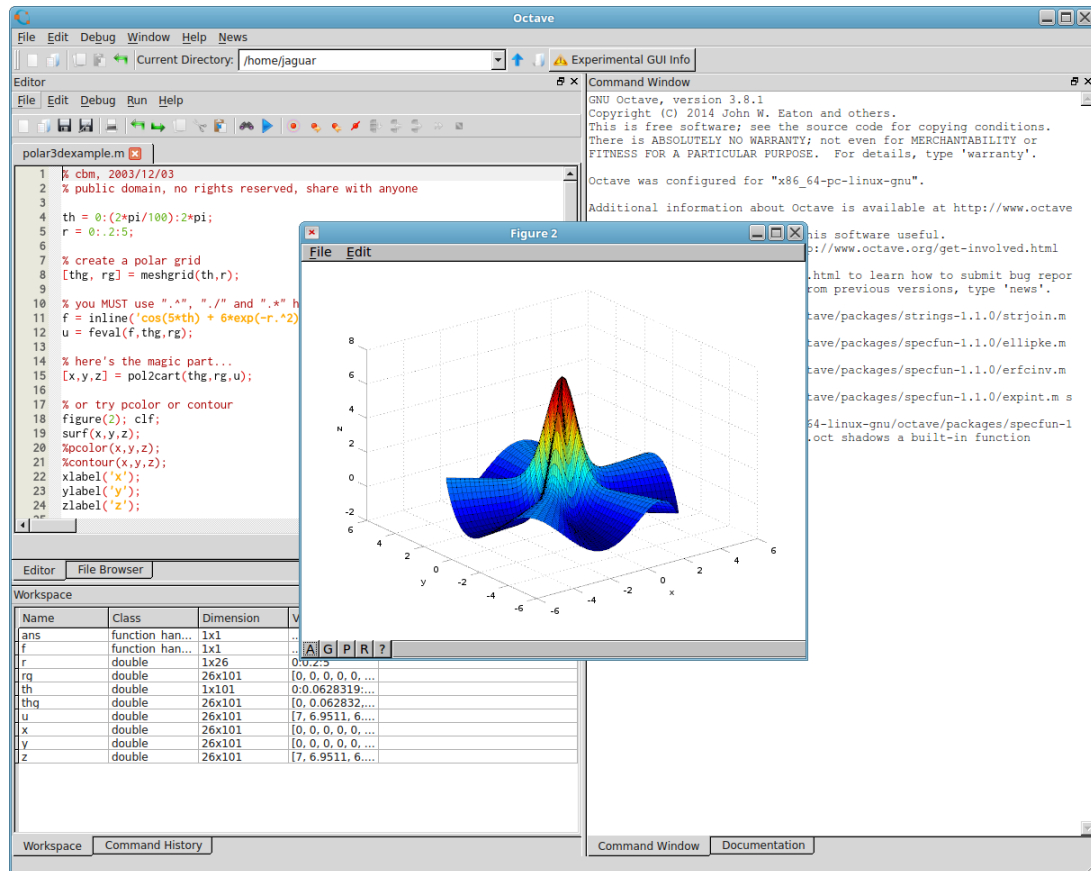 Octave
File Edit Debug Window Help News
Current Directory: /home/jaguar
Experimental GUI Info
Editor
File Edit Debug Run Help
polar3dexample.m
1 % cbm, 2003/12/03
2 % public domain, no rights reserved, share with anyone
3
4 th = 0:(2*pi/100):2*pi;
5 r = 0:.2:5;
6
7 % create a polar grid
8 [thg, rg] = meshgrid(th,r);
9
10 % you MUST use ".^", "./" and ".*" h
11 f = inline('cos(5*th) + 6*exp(-r.^2)
12 u = feval(f,thg,rg);
13
14 % here's the magic part...
15 [x,y,z] = pol2cart(thg,rg,u);
16
17 % or try pcolor or contour
18 figure(2); clf;
19 surf(x,y,z);
20 %pcolor(x,y,z);
21 %contour(x,y,z);
22 xlabel('x');
23 ylabel('y');
24 zlabel('z');
Editor File Browser
Workspace
Name Class Dimension V
ans function han... 1x1 ..
f function han... 1x1 ..
r double 1x26 0:0.2:5
rg double 26x101 [0, 0, 0, 0, 0, ...
th double 1x101 0:0.0628319:...
thg double 26x101 [0, 0.062832,...
u double 26x101 [7, 6.9511, 6....
x double 26x101 [0, 0, 0, 0, 0, ...
y double 26x101 [0, 0, 0, 0, 0, ...
z double 26x101 [7, 6.9511, 6....
Workspace Command History
Figure 2
File Edit
8
6
4
2
0
-2
z
6
4
2
0
-2
-4
-6
y
-6
-4
-2
0
2
4
6
x
A G P R ?
Command Window
GNU Octave, version 3.8.1
Copyright (C) 2014 John W. Eaton and others.
This is free software; see the source code for copying conditions.
There is ABSOLUTELY NO WARRANTY; not even for MERCHANTABILITY or
FITNESS FOR A PARTICULAR PURPOSE.  For details, type 'warranty'.
Octave was configured for "x86_64-pc-linux-gnu".
Additional information about Octave is available at http://www.octave
his software useful.
p://www.octave.org/get-involved.html
.html to learn how to submit bug repor
rom previous versions, type 'news'.
tave/packages/strings-1.1.0/strjoin.m
tave/packages/specfun-1.1.0/ellipke.m
tave/packages/specfun-1.1.0/erfcinv.m
tave/packages/specfun-1.1.0/expint.m s
64-linux-gnu/octave/packages/specfun-1
.oct shadows a built-in function
Command Window Documentation